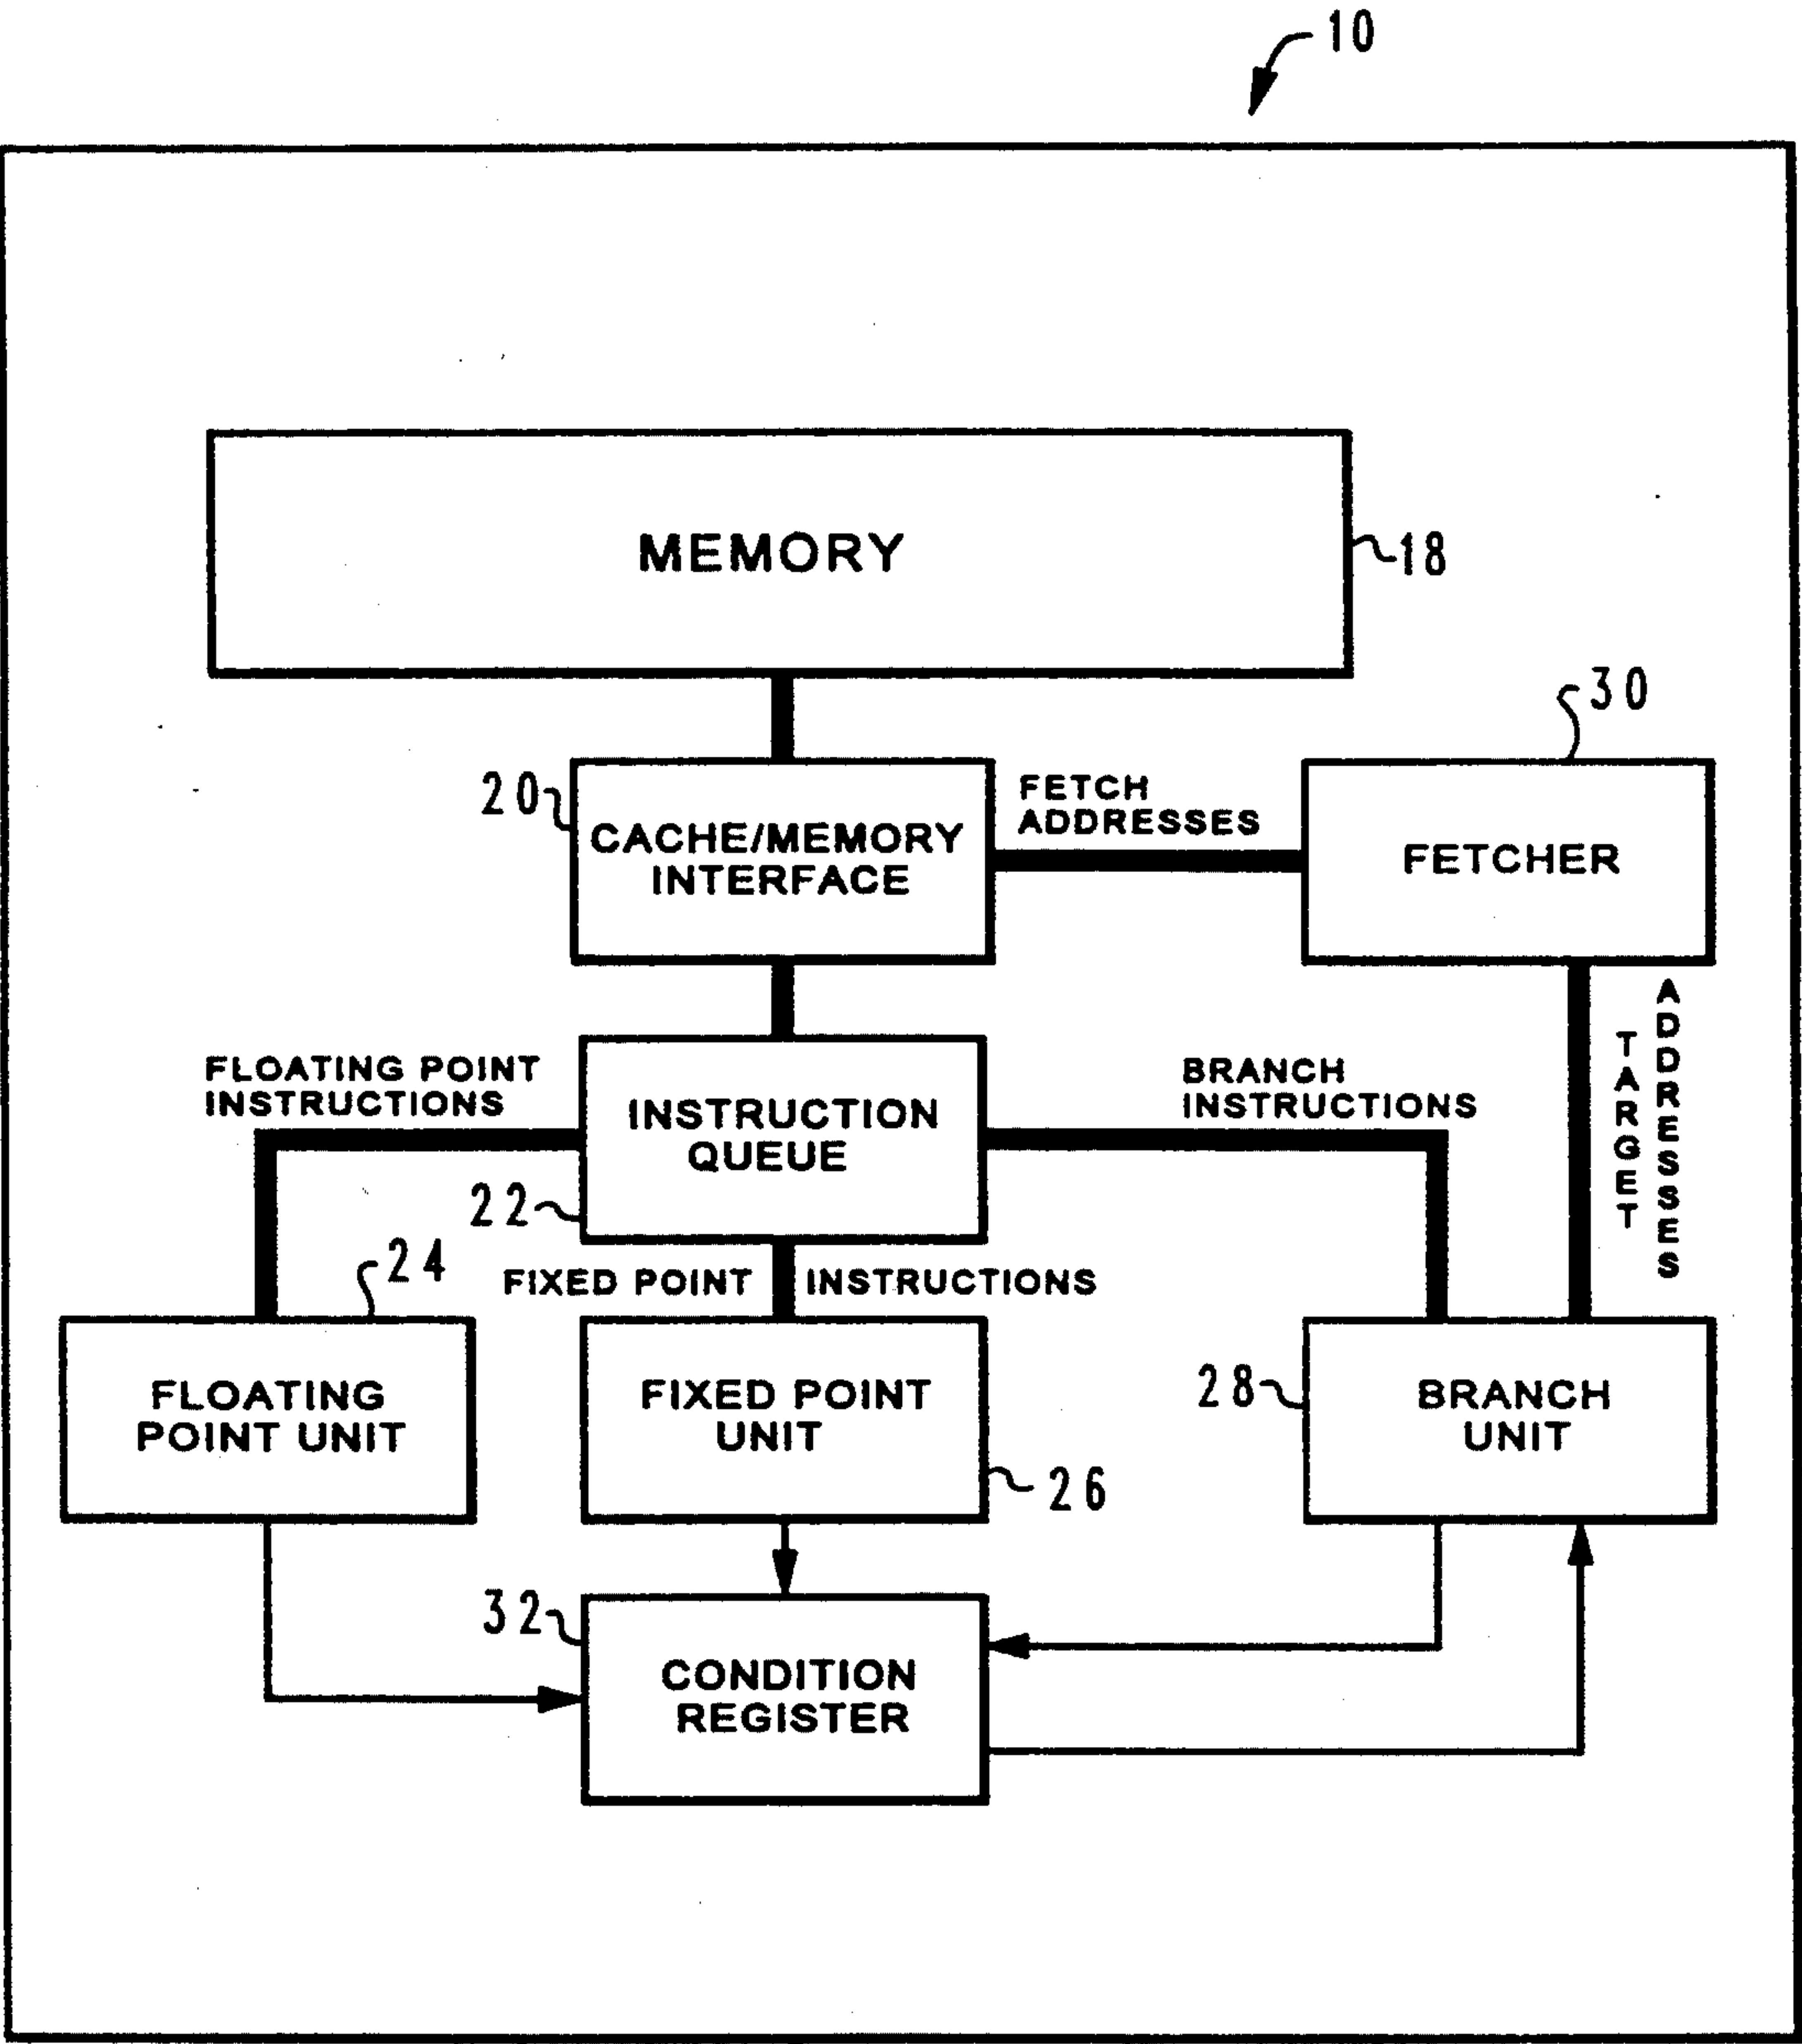 10
MEMORY
18
30
20
FETCH
ADDRESSES
CACHE/MEMORY
INTERFACE
FETCHER
FLOATING POINT
INSTRUCTIONS
INSTRUCTION
QUEUE
BRANCH
INSTRUCTIONS
TARGET
ADDRESSES
22
24
FIXED POINT INSTRUCTIONS
FLOATING
POINT UNIT
FIXED POINT
UNIT
26
28
BRANCH
UNIT
32
CONDITION
REGISTER